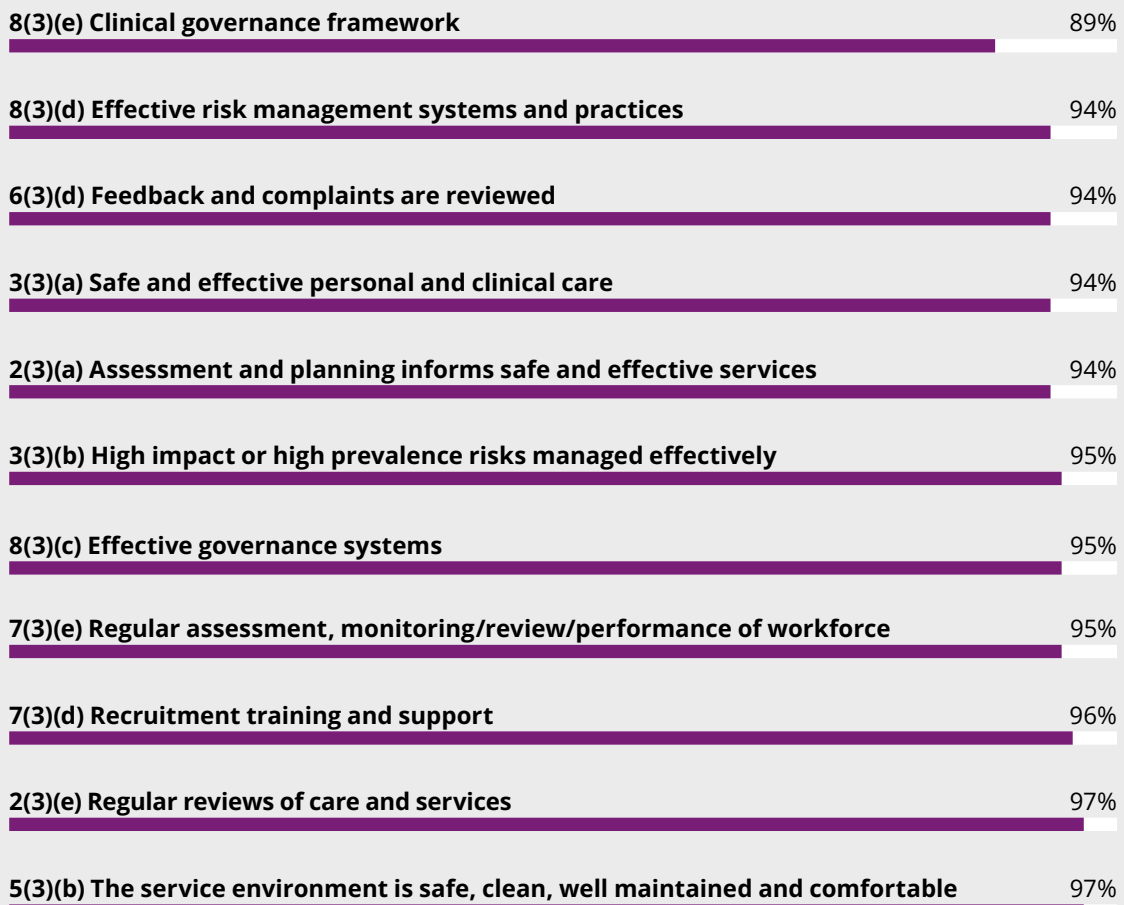 8(3)(e) Clinical governance framework 89%
8(3)(d) Effective risk management systems and practices 94%
6(3)(d) Feedback and complaints are reviewed 94%
3(3)(a) Safe and effective personal and clinical care 94%
2(3)(a) Assessment and planning informs safe and effective services 94%
3(3)(b) High impact or high prevalence risks managed effectively 95%
8(3)(c) Effective governance systems 95%
7(3)(e) Regular assessment, monitoring/review/performance of workforce 95%
7(3)(d) Recruitment training and support 96%
2(3)(e) Regular reviews of care and services 97%
5(3)(b) The service environment is safe, clean, well maintained and comfortable 97%